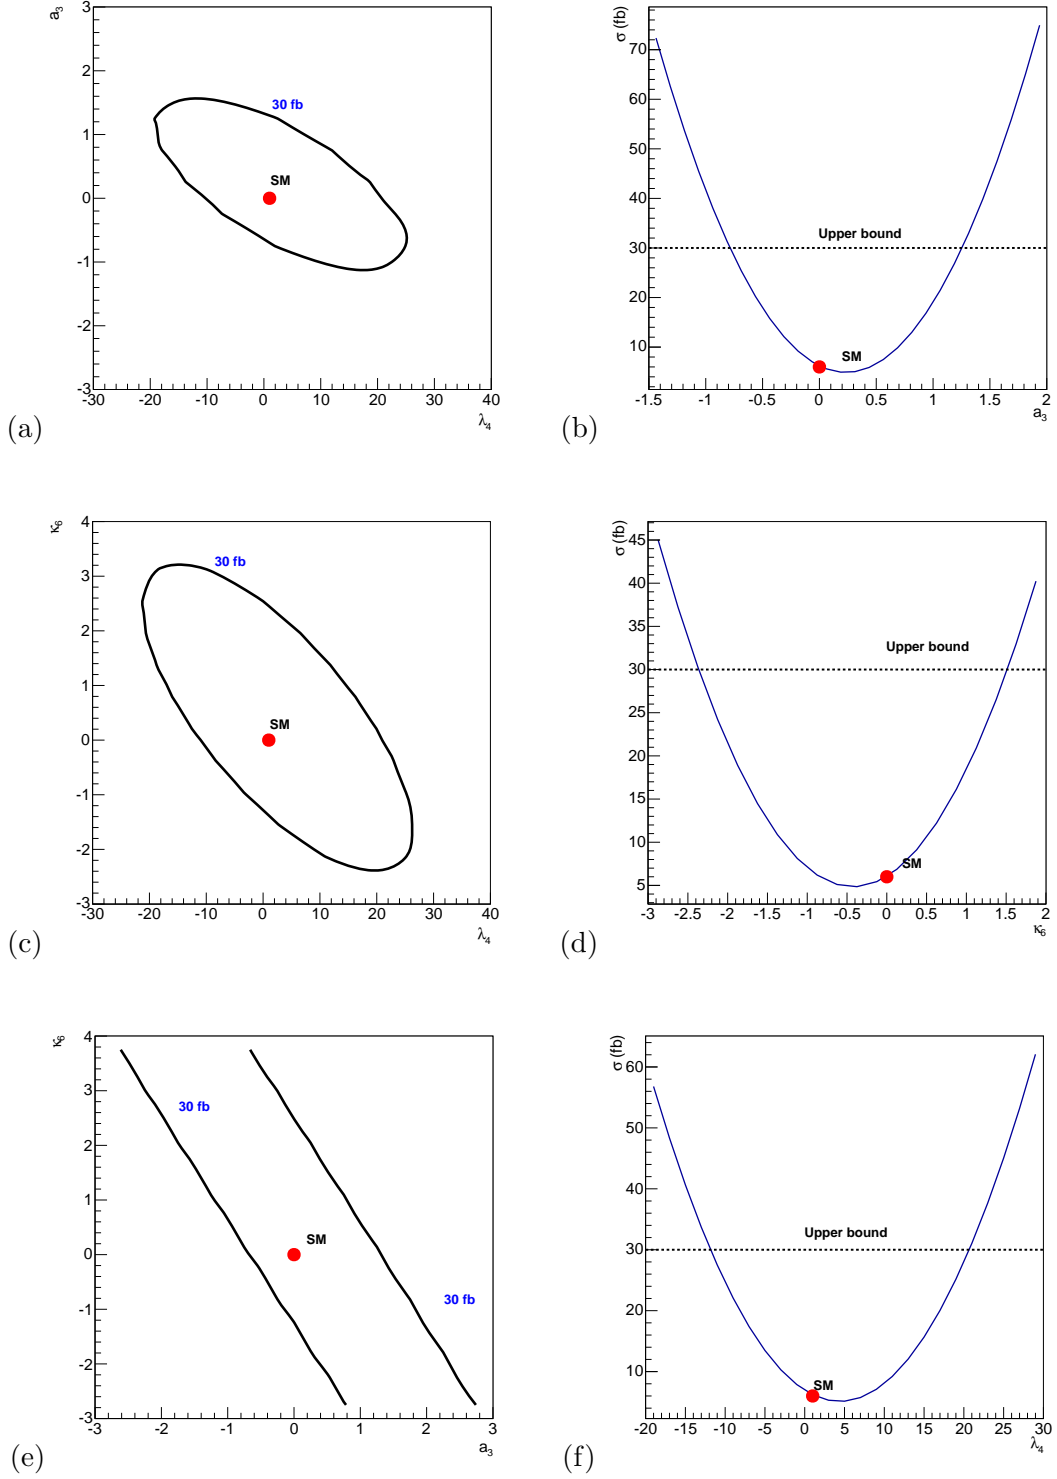 a3
3
2
1
0
-1
-2
-3
30 fb
SM
-30 -20 -10 0 10 20 30 40
λ4
(a)
σ (fb)
70
60
50
40
30
20
10
Upper bound
SM
-1.5 -1 -0.5 0 0.5 1 1.5 2
a3
(b)
κ6
4
3
2
1
0
-1
-2
-3
30 fb
SM
-30 -20 -10 0 10 20 30 40
λ4
(c)
σ (fb)
45
40
35
30
25
20
15
10
5
Upper bound
SM
-3 -2.5 -2 -1.5 -1 -0.5 0 0.5 1 1.5 2
κ6
(d)
κ6
4
3
2
1
0
-1
-2
-3
30 fb
SM
30 fb
-3 -2 -1 0 1 2 3
a3
(e)
σ (fb)
60
50
40
30
20
10
Upper bound
SM
-20 -15 -10 -5 0 5 10 15 20 25 30
λ4
(f)